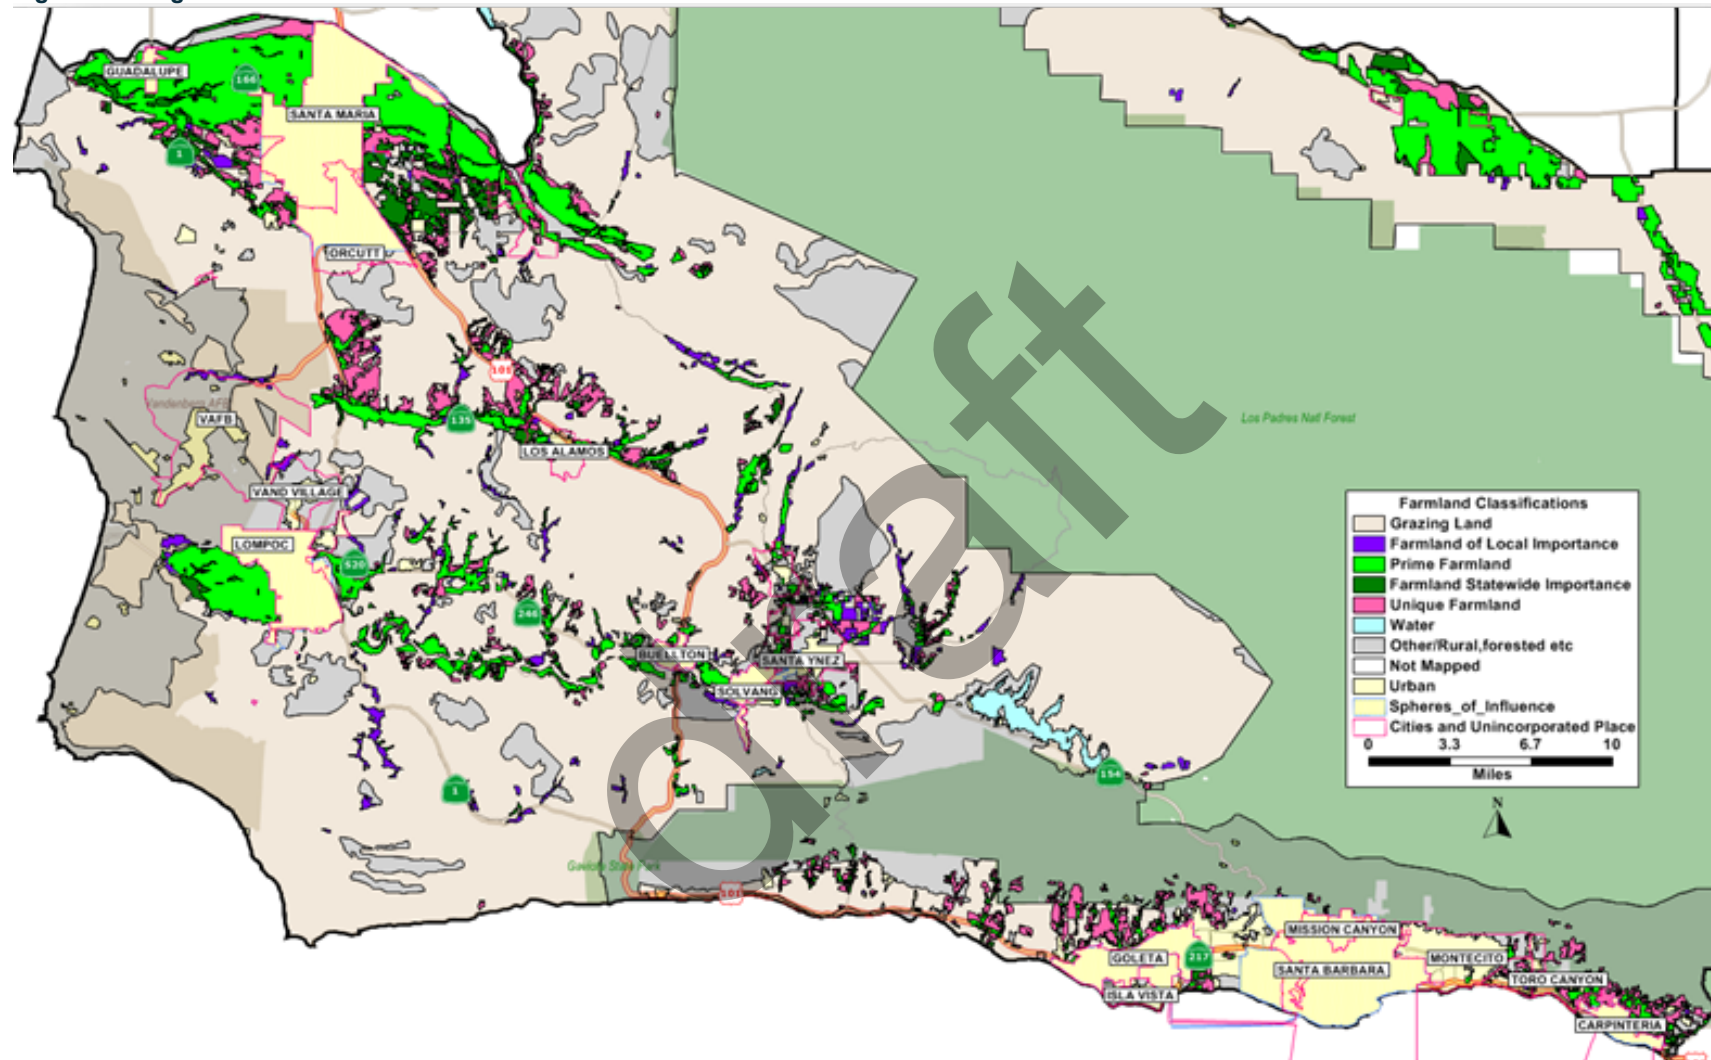 GUADALUPE
166
SANTA MARIA
1
ORCUTT
101
Vandenberg AFB
VAFB
135
LOS ALAMOS
VAND VILLAGE
LOMPOC
S20
246
BUELLTON
SANTA YNEZ
SOLVANG
1
154
Los Padres Natl Forest
Gaviota State Park
101
MISSION CANYON
GOLETA
217
SANTA BARBARA
MONTECITO
ISLA VISTA
TORO CANYON
CARPINTERIA
Farmland Classifications
Grazing Land
Farmland of Local Importance
Prime Farmland
Farmland Statewide Importance
Unique Farmland
Water
Other/Rural,forested etc
Not Mapped
Urban
Spheres_of_Influence
Cities and Unincorporated Place
0 3.3 6.7 10
Miles
N
draft